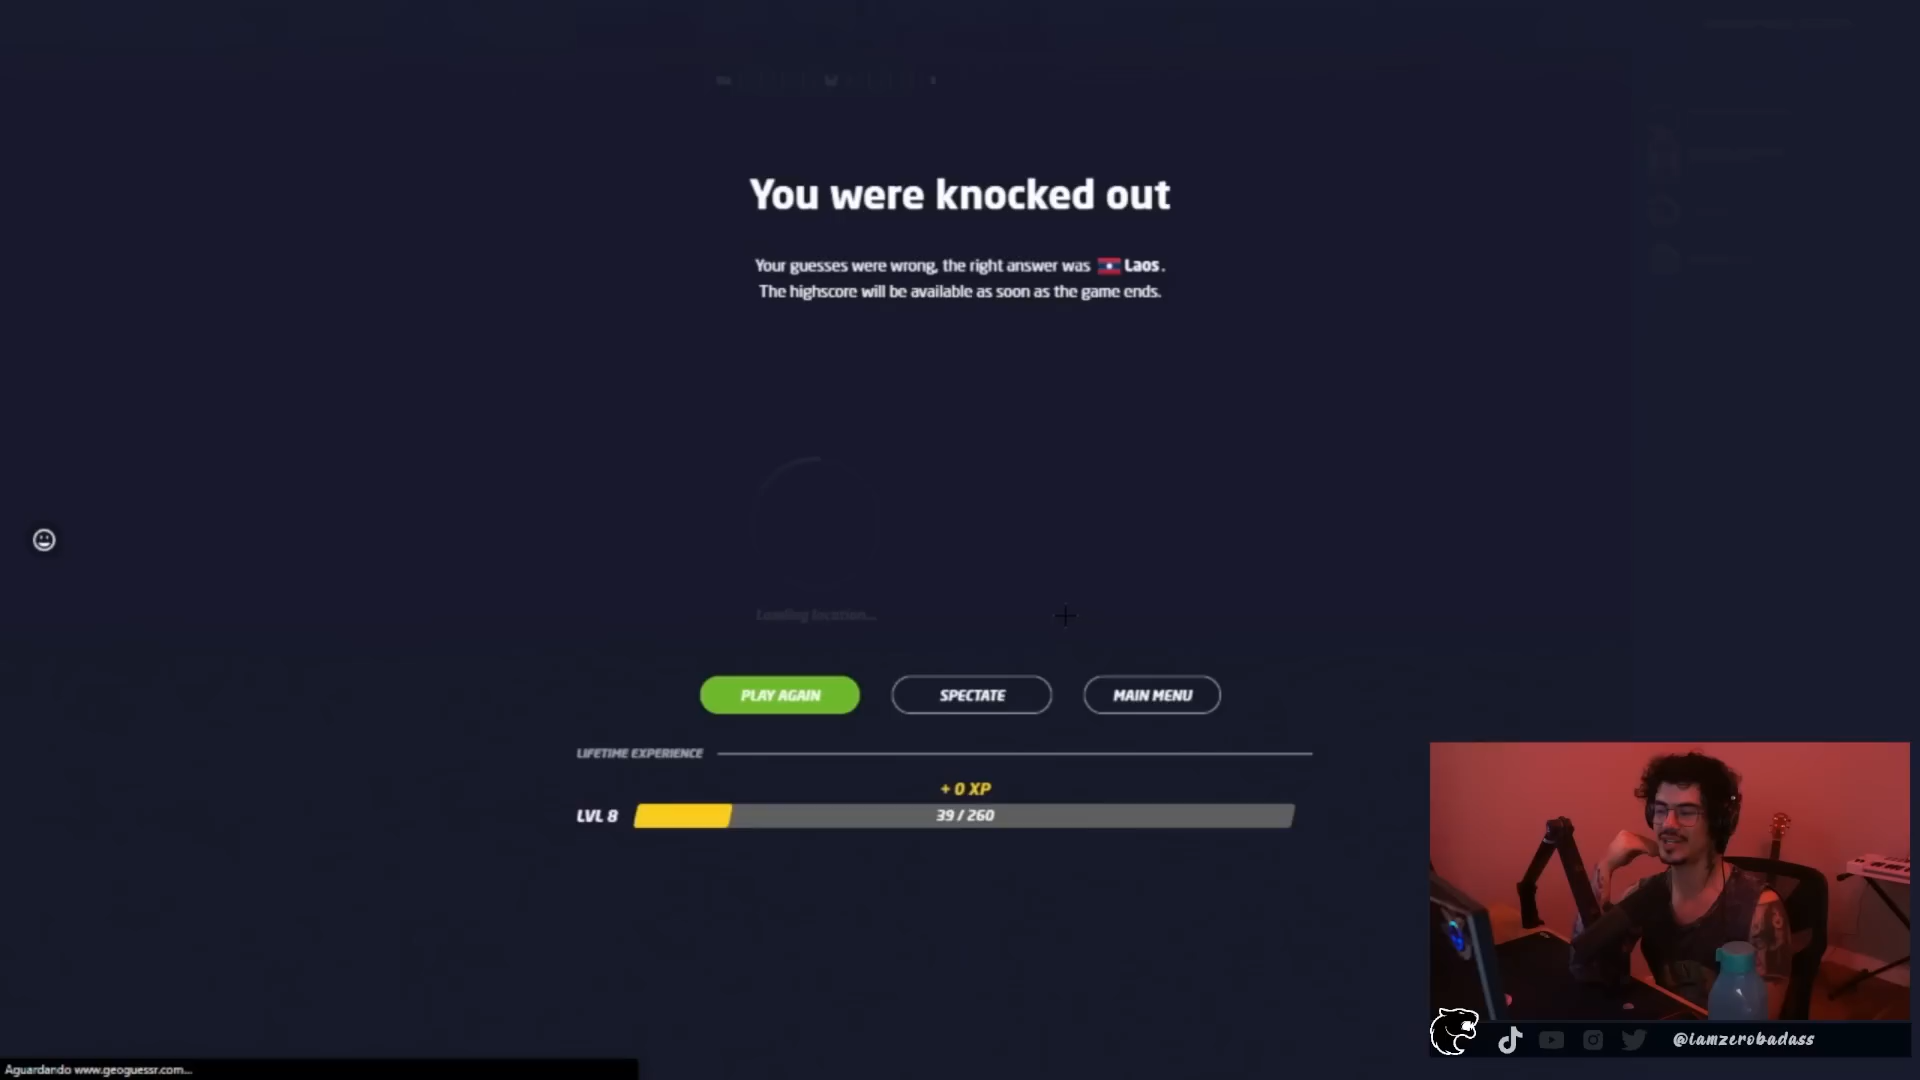 You were knocked out
Your guesses were wrong, the right answer was Laos.
The highscore will be available as soon as the game ends.
Loading location...
PLAY AGAIN
SPECTATE
MAIN MENU
LIFETIME EXPERIENCE
+ 0 XP
LVL 8
39 / 260
@iamzerobadass
Aguardando www.geoguessr.com...